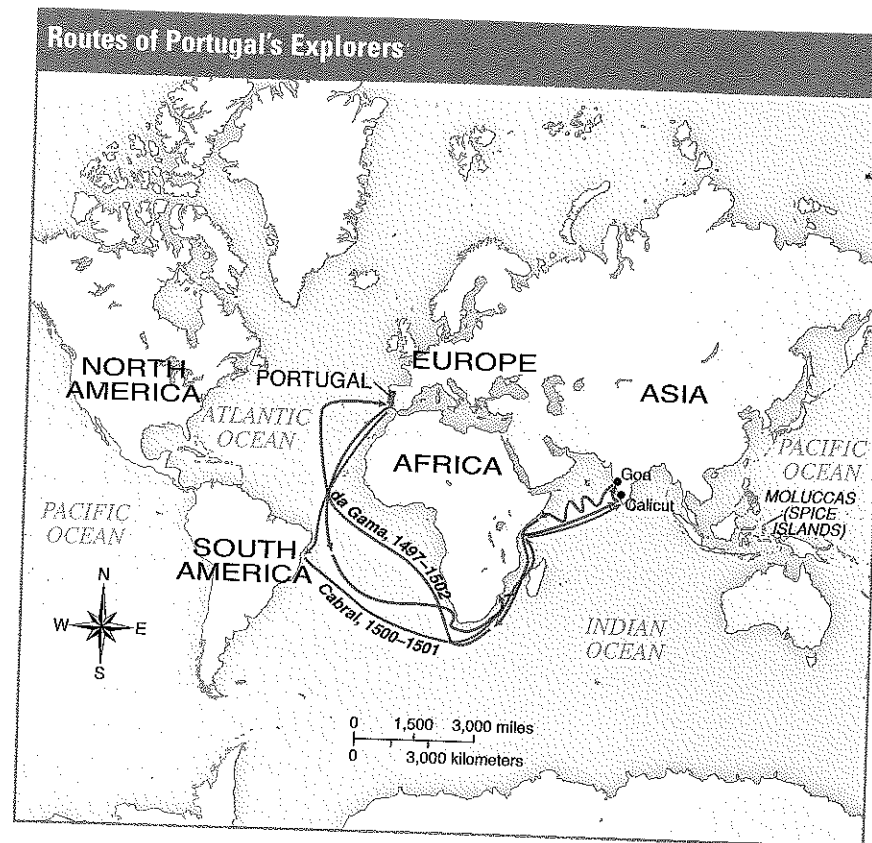 Routes of Portugal's Explorers
NORTH
AMERICA
ATLANTIC
OCEAN
PORTUGAL
EUROPE
ASIA
AFRICA
PACIFIC
OCEAN
Goa
Calicut
MOLUCCAS
(SPICE
ISLANDS)
PACIFIC
OCEAN
SOUTH
AMERICA
da Gama, 1497–1502
Cabral, 1500–1501
INDIAN
OCEAN
N
W E
S
0 1,500 3,000 miles
0 3,000 kilometers